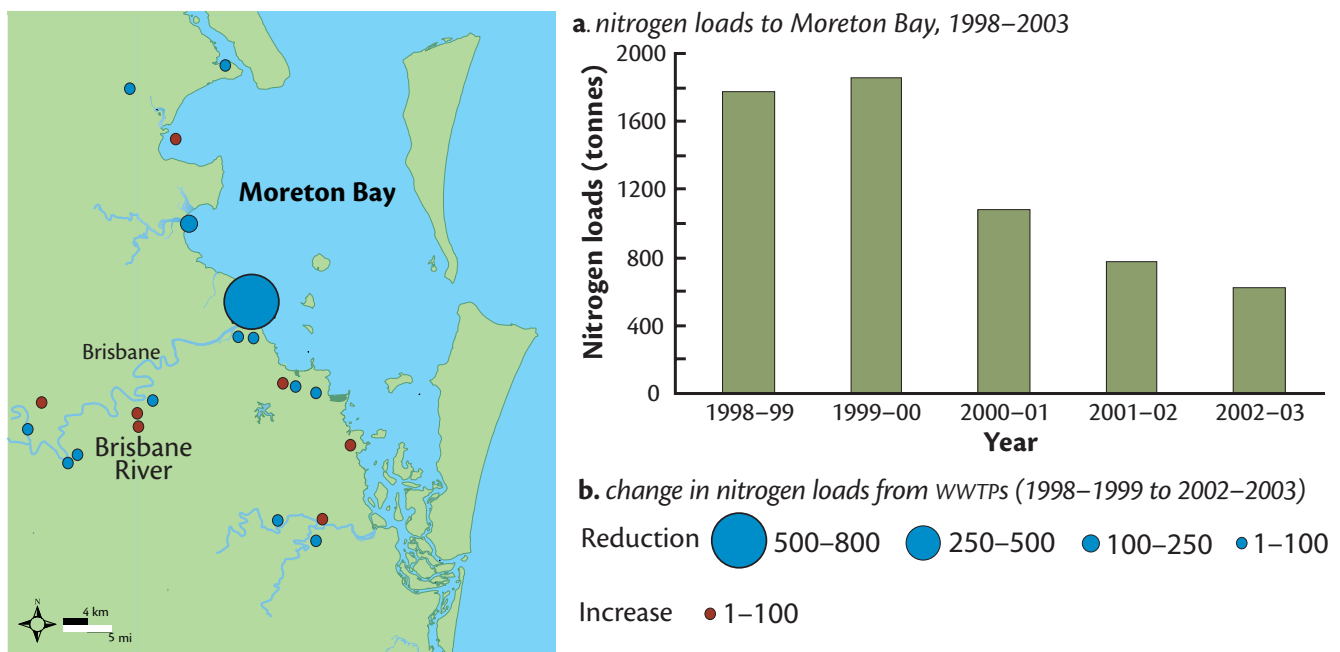 Moreton Bay
Brisbane
Brisbane
River
N
4 km
5 mi
a. nitrogen loads to Moreton Bay, 1998–2003
Nitrogen loads (tonnes)
2000
1600
1200
800
400
0
1998–99 1999–00 2000–01 2001–02 2002–03
Year
b. change in nitrogen loads from WWTPs (1998–1999 to 2002–2003)
Reduction 500–800 250–500 100–250 1–100
Increase 1–100